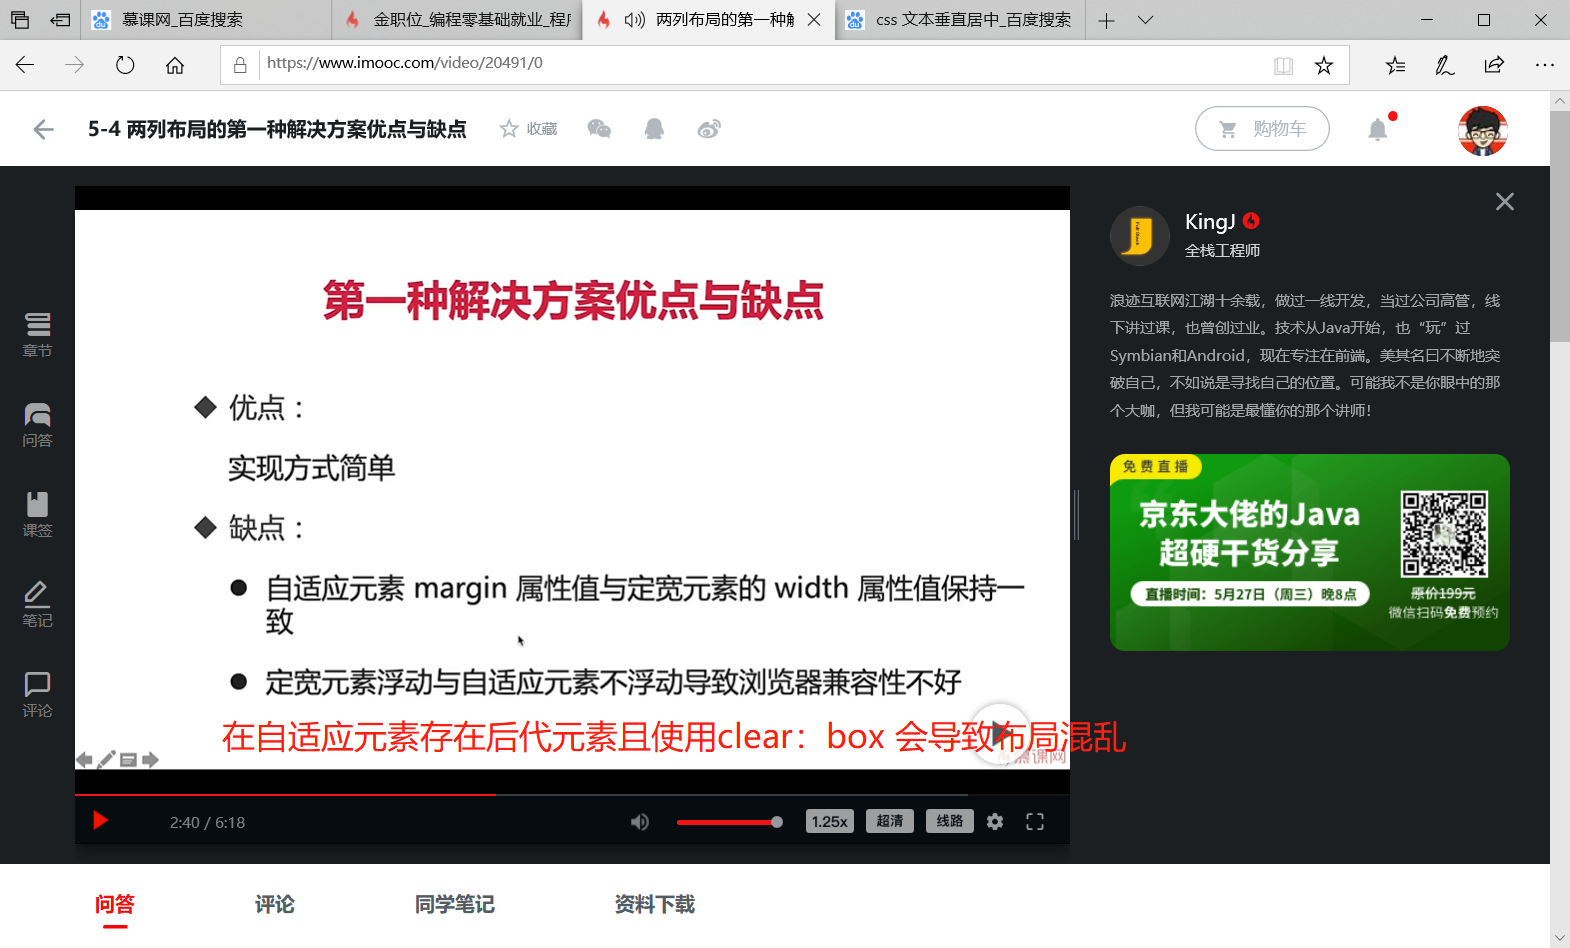 慕课网_百度搜索
金职位_编程零基础就业_程序
两列布局的第一种解
css 文本垂直居中_百度搜索
https://www.imooc.com/video/20491/0
5-4 两列布局的第一种解决方案优点与缺点
收藏
购物车
章节
问答
课签
笔记
评论
第一种解决方案优点与缺点
优点：
实现方式简单
缺点：
自适应元素 margin 属性值与定宽元素的 width 属性值保持一
致
定宽元素浮动与自适应元素不浮动导致浏览器兼容性不好
在自适应元素存在后代元素且使用clear：box 会导致布局混乱
慕课网
2:40 / 6:18
1.25x
超清
线路
KingJ
全栈工程师
浪迹互联网江湖十余载，做过一线开发，当过公司高管，线
下讲过课，也曾创过业。技术从Java开始，也“玩”过
Symbian和Android，现在专注在前端。美其名曰不断地突
破自己，不如说是寻找自己的位置。可能我不是你眼中的那
个大咖，但我可能是最懂你的那个讲师！
免费直播
京东大佬的Java
超硬干货分享
直播时间：5月27日（周三）晚8点
原价199元
微信扫码免费预约
问答
评论
同学笔记
资料下载